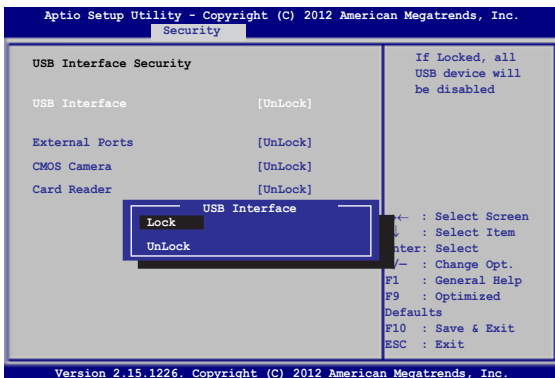 Aptio Setup Utility - Copyright (C) 2012 American Megatrends, Inc.
Security
USB Interface Security
USB Interface [UnLock]
External Ports [UnLock]
CMOS Camera [UnLock]
Card Reader [UnLock]
USB Interface
Lock
UnLock
If Locked, all
USB device will
be disabled
→← : Select Screen
↓ : Select Item
nter: Select
/— : Change Opt.
F1 : General Help
F9 : Optimized
Defaults
F10 : Save & Exit
ESC : Exit
Version 2.15.1226. Copyright (C) 2012 American Megatrends, Inc.